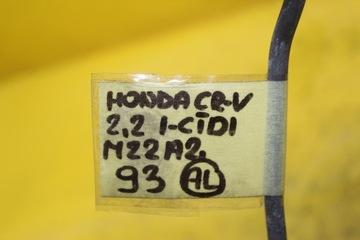 HONDA CR-V
2,2 I-CTDI
N22A2.
93 AL